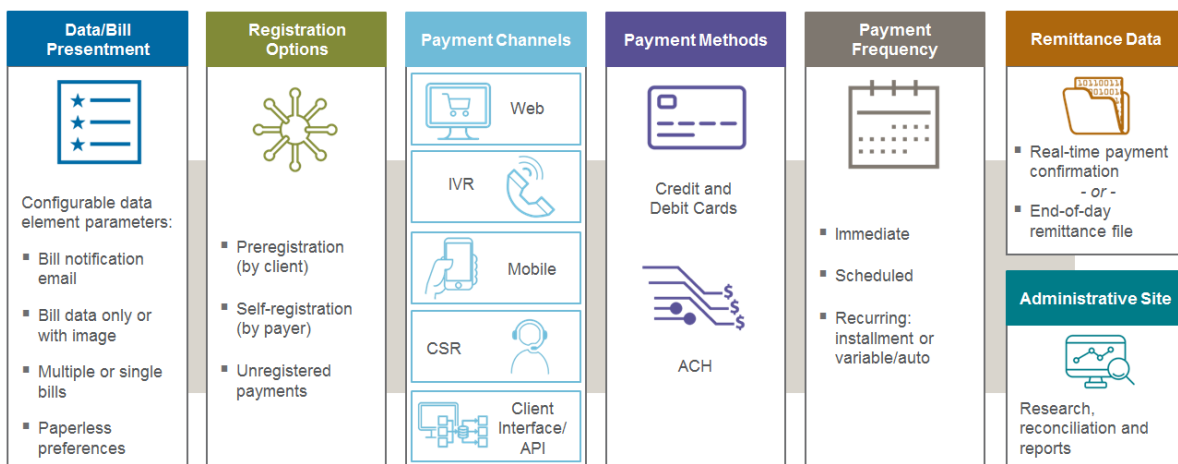 Data/Bill
Presentment
Configurable data
element parameters:
▪ Bill notification
email
▪ Bill data only or
with image
▪ Multiple or single
bills
▪ Paperless
preferences
Registration
Options
▪ Preregistration
(by client)
▪ Self-registration
(by payer)
▪ Unregistered
payments
Payment Channels
Web
IVR
Mobile
CSR
Client
Interface/
API
Payment Methods
Credit and
Debit Cards
$
$
$
ACH
Payment
Frequency
▪ Immediate
▪ Scheduled
▪ Recurring:
installment or
variable/auto
Remittance Data
▪ Real-time payment
confirmation
- or -
▪ End-of-day
remittance file
Administrative Site
Research,
reconciliation and
reports